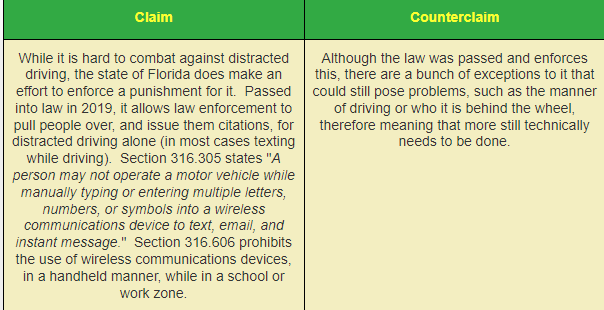 Claim
Counterclaim
While it is hard to combat against distracted
driving, the state of Florida does make an
effort to enforce a punishment for it.  Passed
into law in 2019, it allows law enforcement to
pull people over, and issue them citations, for
distracted driving alone (in most cases texting
while driving).  Section 316.305 states "A
person may not operate a motor vehicle while
manually typing or entering multiple letters,
numbers, or symbols into a wireless
communications device to text, email, and
instant message."  Section 316.606 prohibits
the use of wireless communications devices,
in a handheld manner, while in a school or
work zone.
Although the law was passed and enforces
this, there are a bunch of exceptions to it that
could still pose problems, such as the manner
of driving or who it is behind the wheel,
therefore meaning that more still technically
needs to be done.